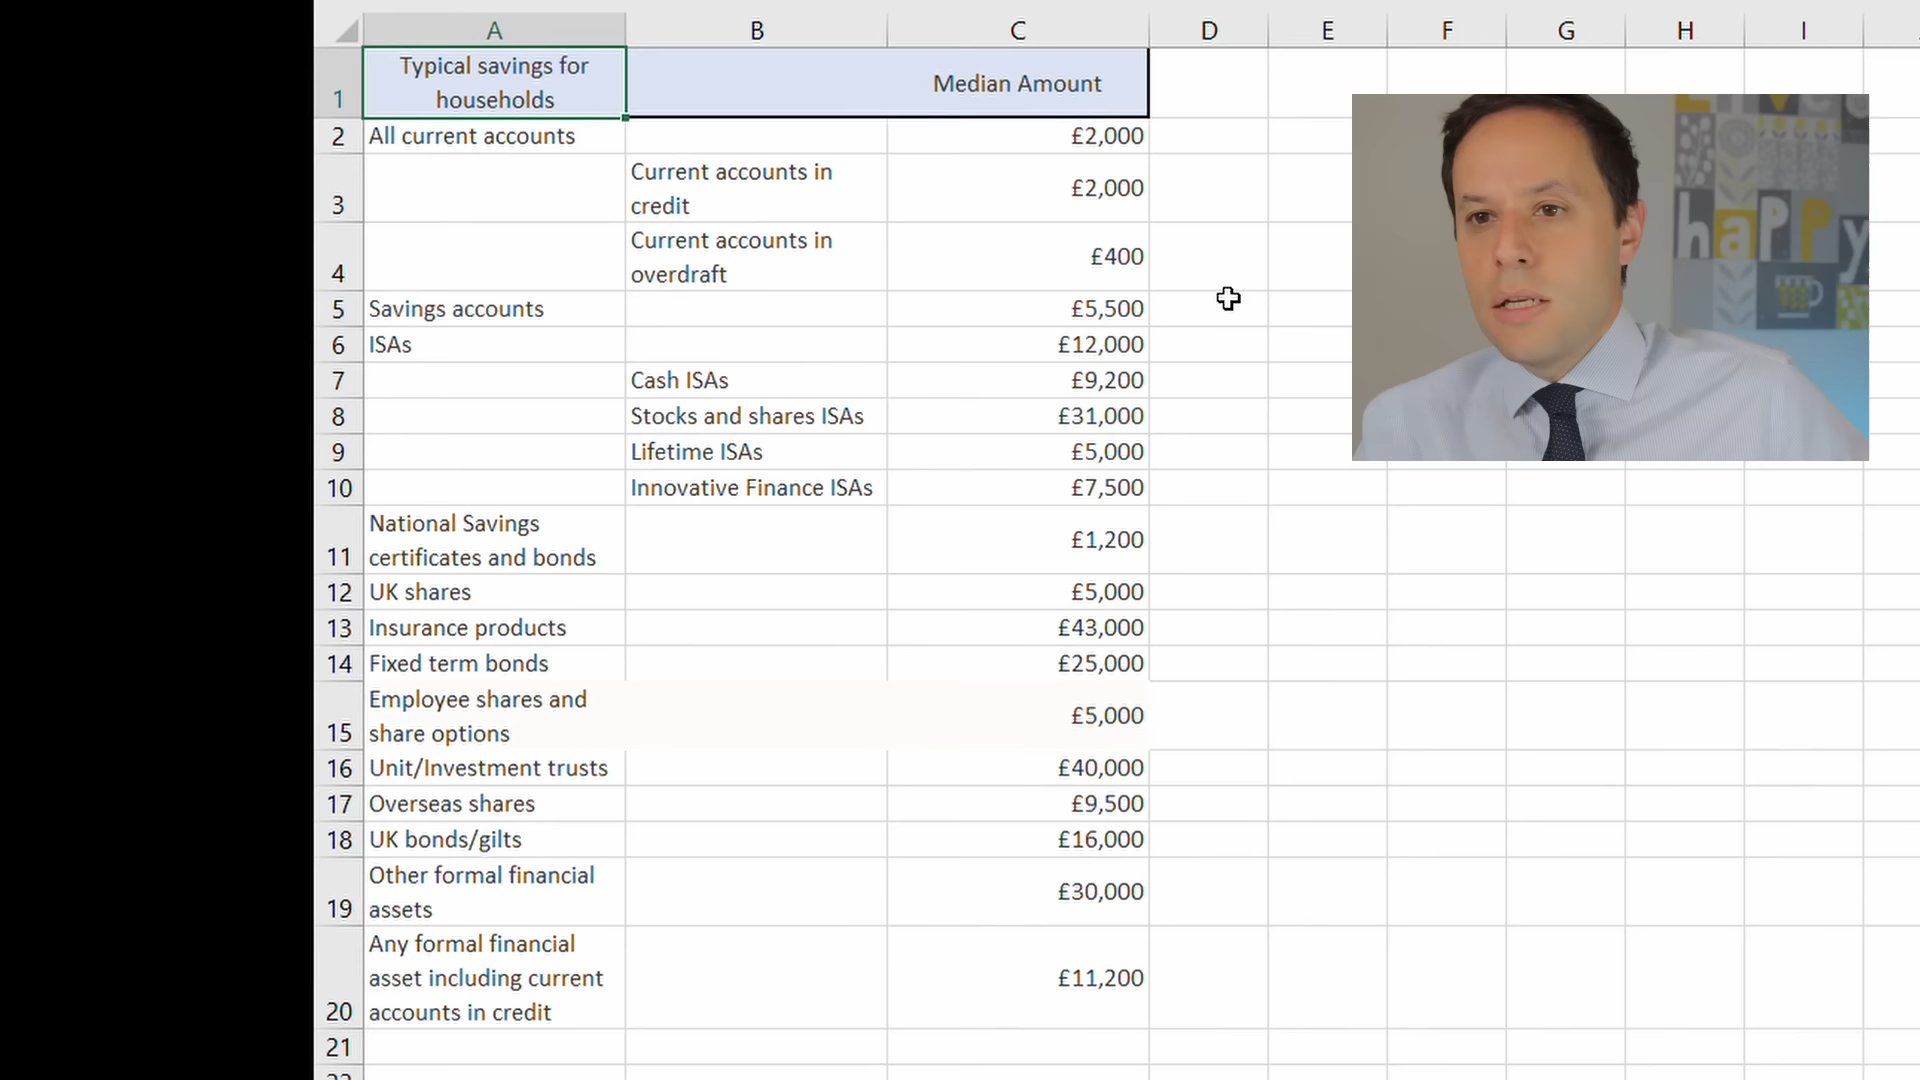 A B C D E F G H I
1 Typical savings for
households Median Amount
2 All current accounts £2,000
3 Current accounts in
credit £2,000
4 Current accounts in
overdraft £400
5 Savings accounts £5,500
6 ISAs £12,000
7 Cash ISAs £9,200
8 Stocks and shares ISAs £31,000
9 Lifetime ISAs £5,000
10 Innovative Finance ISAs £7,500
11 National Savings
certificates and bonds £1,200
12 UK shares £5,000
13 Insurance products £43,000
14 Fixed term bonds £25,000
15 Employee shares and
share options £5,000
16 Unit/Investment trusts £40,000
17 Overseas shares £9,500
18 UK bonds/gilts £16,000
19 Other formal financial
assets £30,000
20 Any formal financial
asset including current
accounts in credit £11,200
21
happy